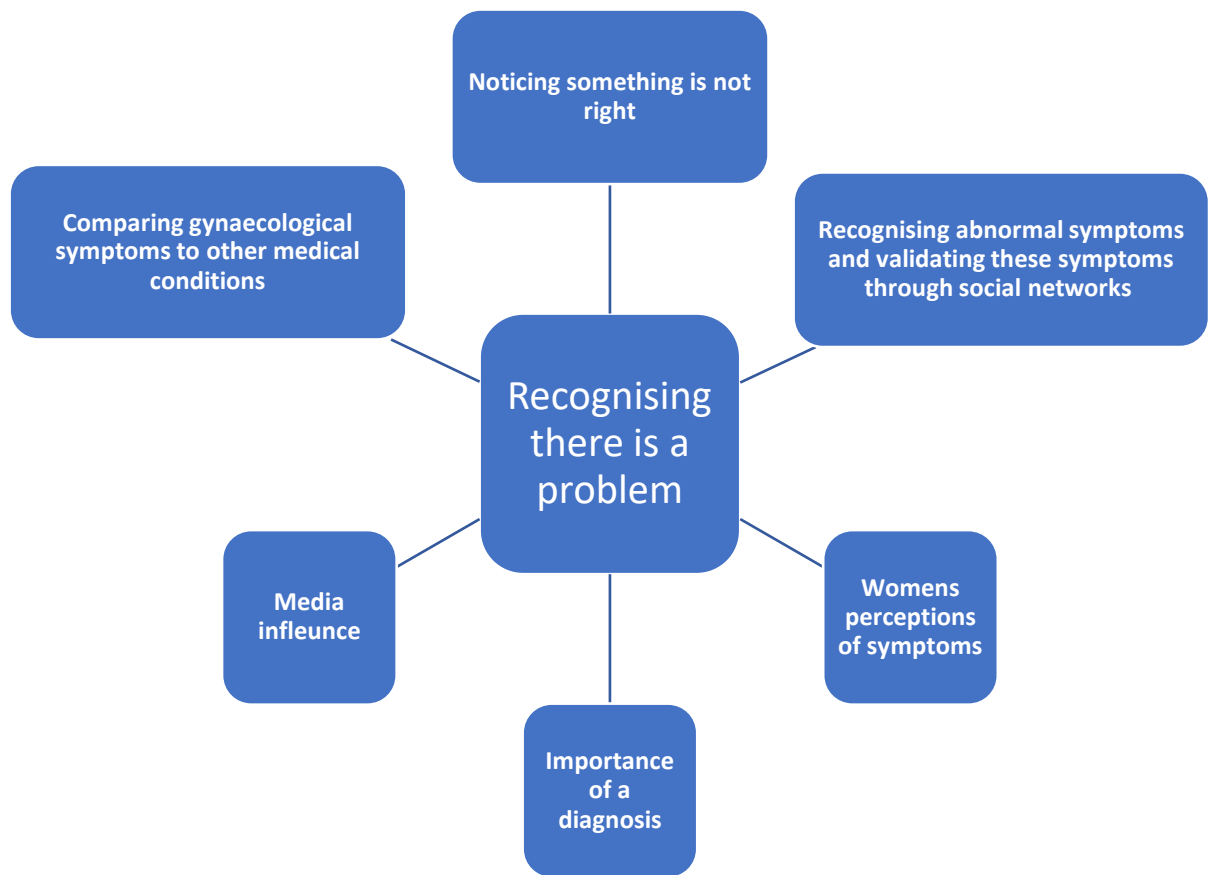 Noticing something is not
right
Comparing gynaecological
symptoms to other medical
conditions
Recognising abnormal symptoms
and validating these symptoms
through social networks
Recognising
there is a
problem
Media
infleunce
Womens
perceptions
of symptoms
Importance
of a
diagnosis